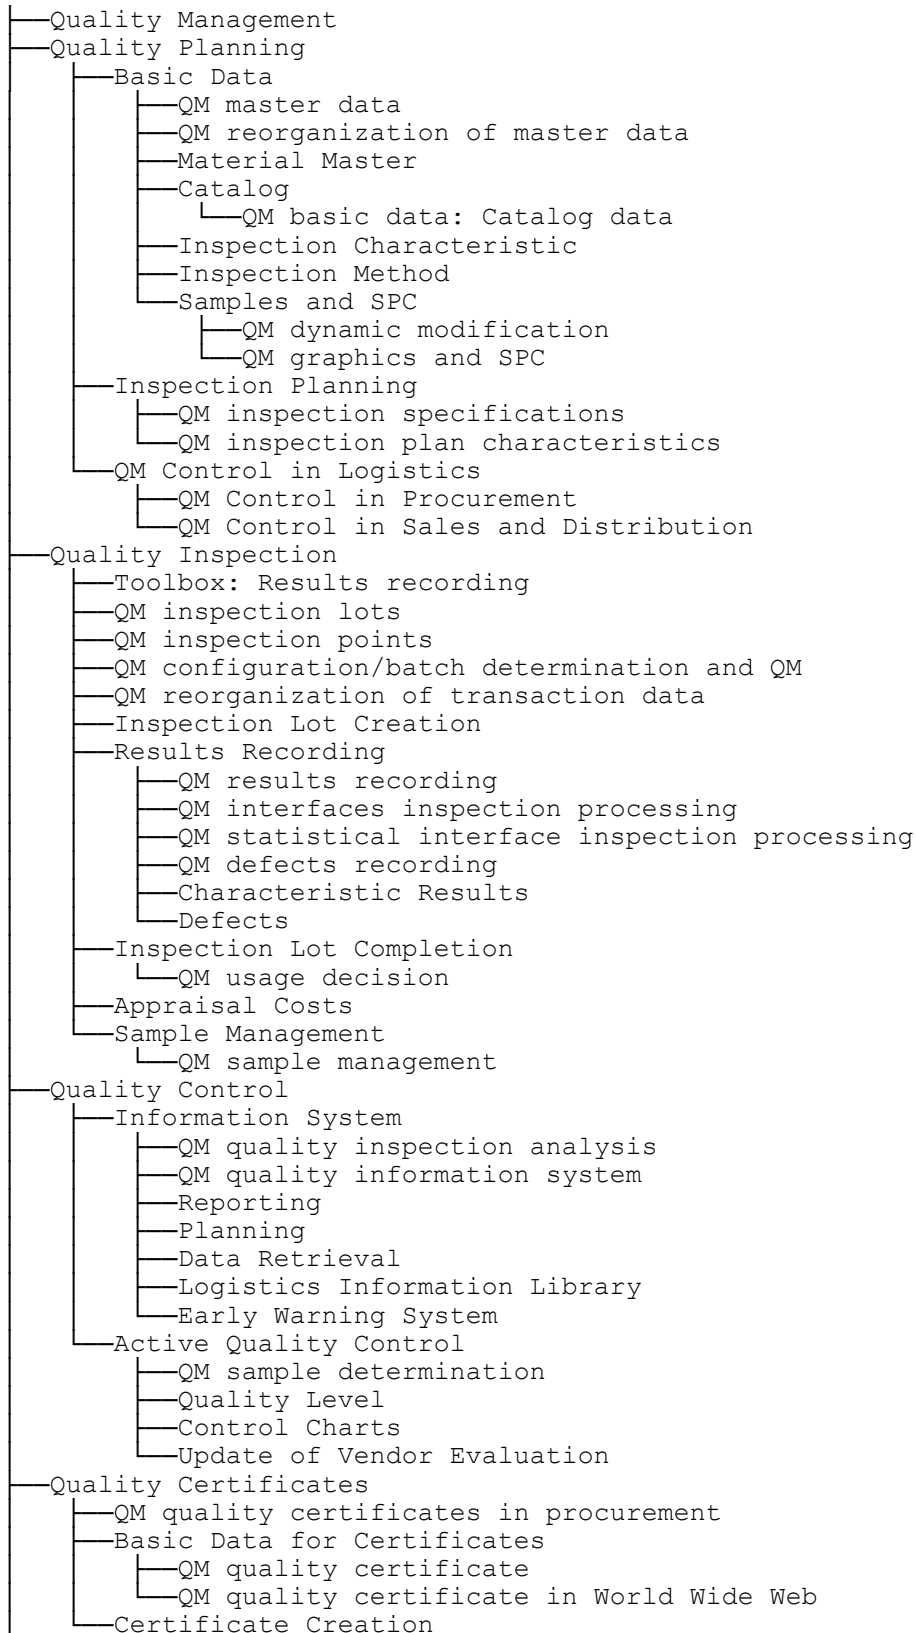 Quality Management
Quality Planning
Basic Data
QM master data
QM reorganization of master data
Material Master
Catalog
QM basic data: Catalog data
Inspection Characteristic
Inspection Method
Samples and SPC
QM dynamic modification
QM graphics and SPC
Inspection Planning
QM inspection specifications
QM inspection plan characteristics
QM Control in Logistics
QM Control in Procurement
QM Control in Sales and Distribution
Quality Inspection
Toolbox: Results recording
QM inspection lots
QM inspection points
QM configuration/batch determination and QM
QM reorganization of transaction data
Inspection Lot Creation
Results Recording
QM results recording
QM interfaces inspection processing
QM statistical interface inspection processing
QM defects recording
Characteristic Results
Defects
Inspection Lot Completion
QM usage decision
Appraisal Costs
Sample Management
QM sample management
Quality Control
Information System
QM quality inspection analysis
QM quality information system
Reporting
Planning
Data Retrieval
Logistics Information Library
Early Warning System
Active Quality Control
QM sample determination
Quality Level
Control Charts
Update of Vendor Evaluation
Quality Certificates
QM quality certificates in procurement
Basic Data for Certificates
QM quality certificate
QM quality certificate in World Wide Web
Certificate Creation